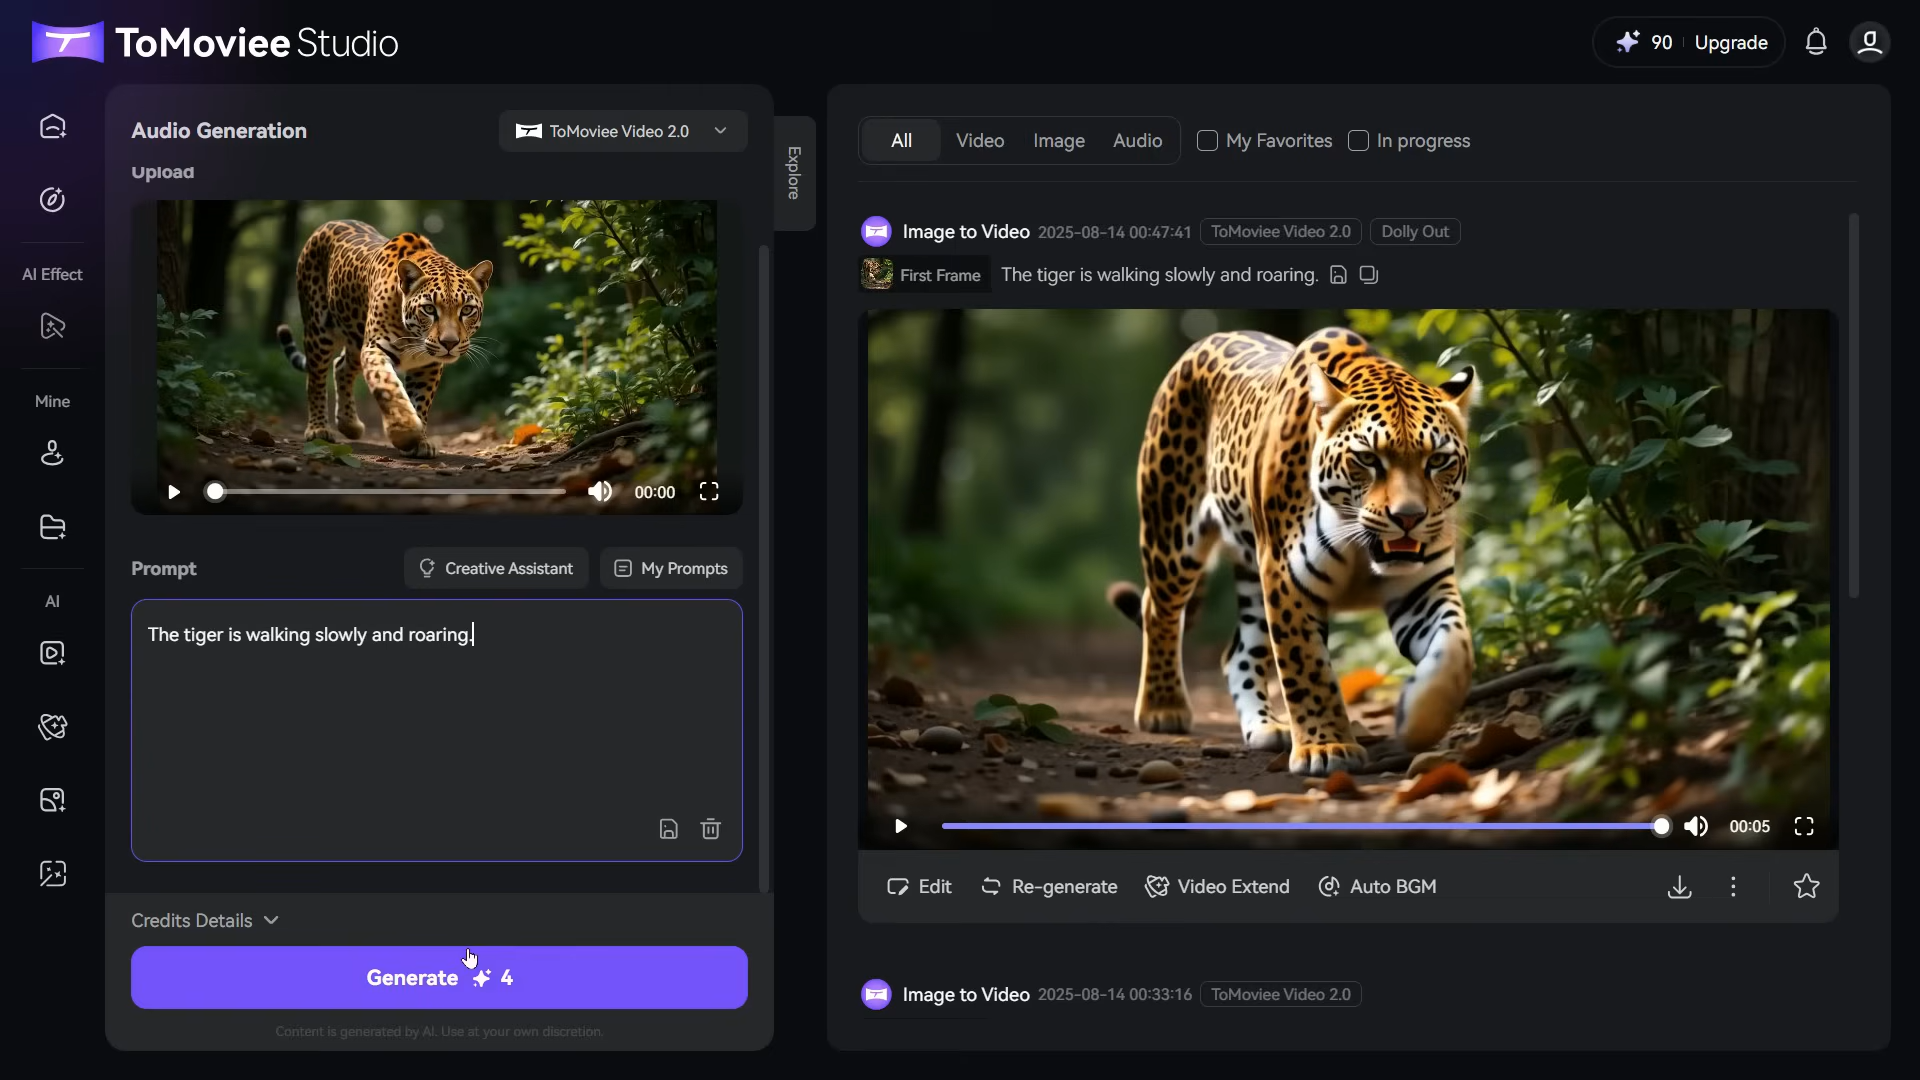 ToMoviee Studio
90 Upgrade
AI Effect
Mine
AI
Audio Generation
ToMoviee Video 2.0
Upload
00:00
Prompt
Creative Assistant
My Prompts
The tiger is walking slowly and roaring.
Credits Details
Generate 4
Content is generated by AI. Use at your own discretion.
Explore
All Video Image Audio My Favorites In progress
Image to Video 2025-08-14 00:47:41 ToMoviee Video 2.0 Dolly Out
First Frame The tiger is walking slowly and roaring.
00:05
Edit Re-generate Video Extend Auto BGM
Image to Video 2025-08-14 00:33:16 ToMoviee Video 2.0